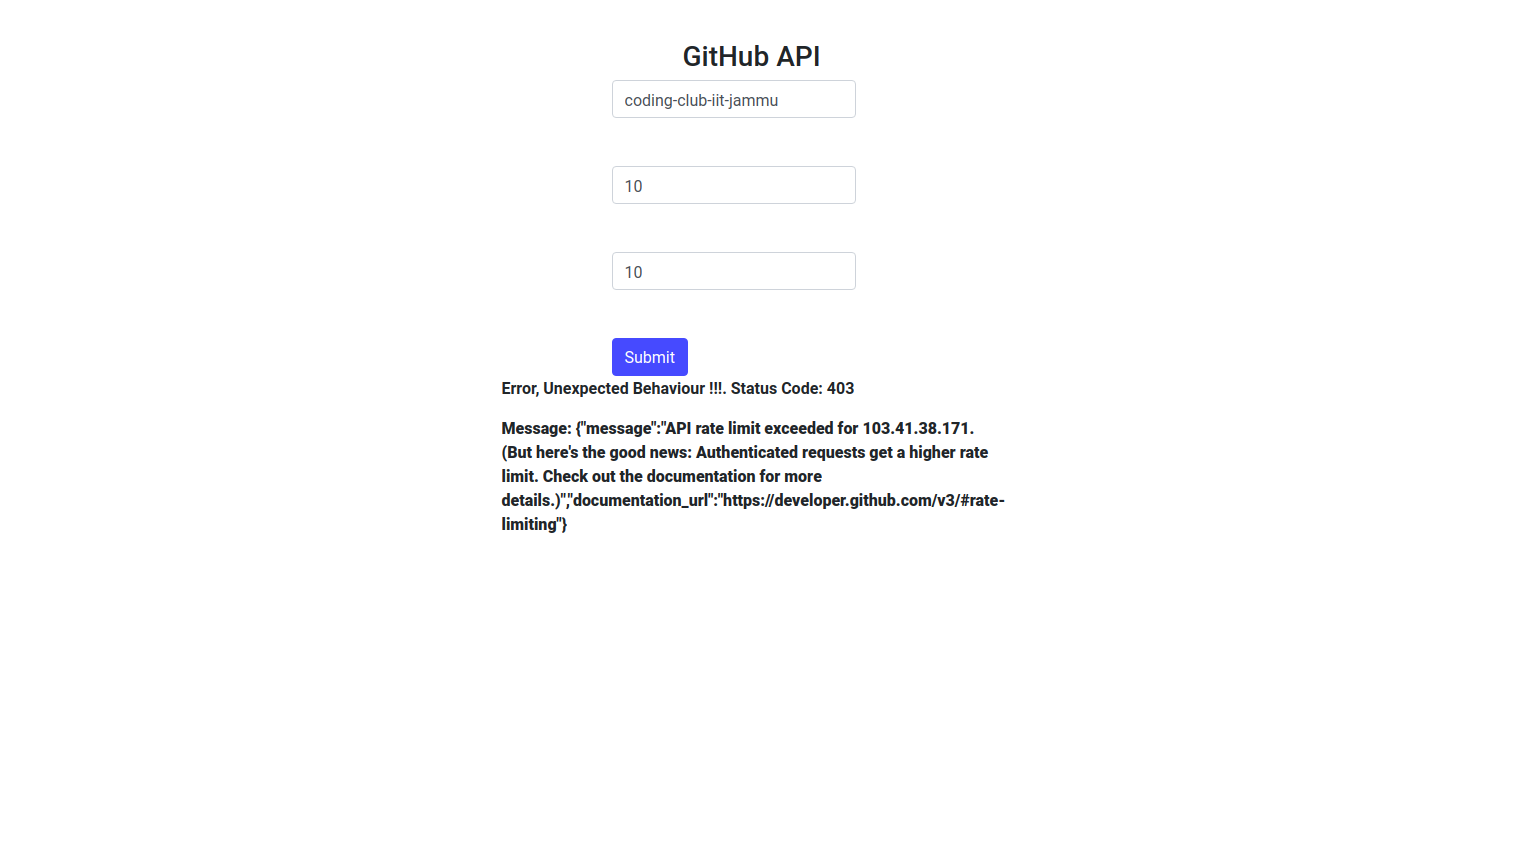 GitHub API
coding-club-iit-jammu
10
10
Submit
Error, Unexpected Behaviour !!!. Status Code: 403
Message: {"message":"API rate limit exceeded for 103.41.38.171.
(But here's the good news: Authenticated requests get a higher rate
limit. Check out the documentation for more
details.)","documentation_url":"https://developer.github.com/v3/#rate-
limiting"}